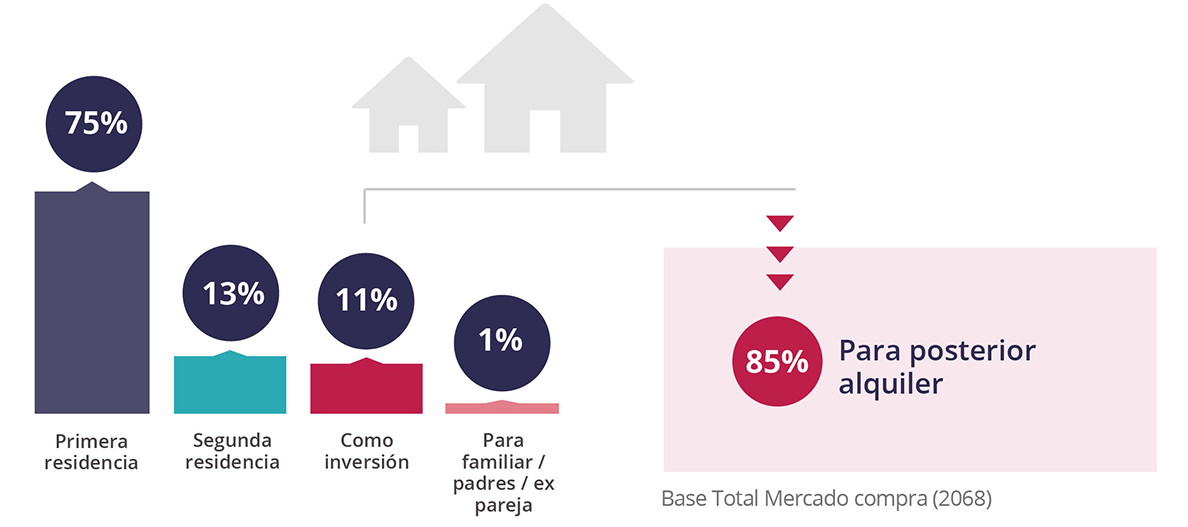 75%
13%
11%
1%
Primera
residencia
Segunda
residencia
Como
inversión
Para
familiar /
padres / ex
pareja
85%
Para posterior
alquiler
Base Total Mercado compra (2068)